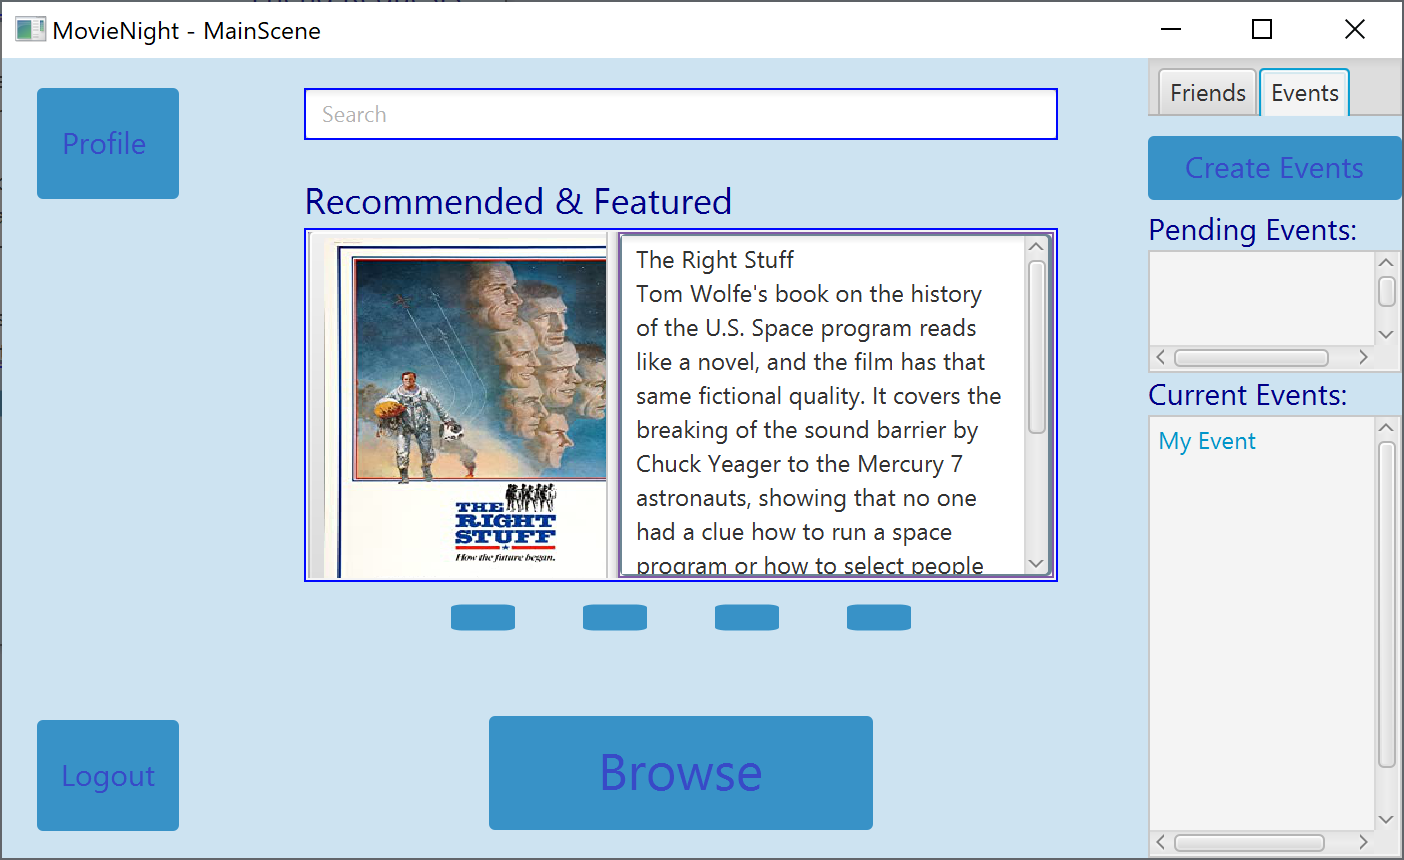 MovieNight - MainScene
Profile
Search
Friends
Events
Create Events
Recommended & Featured
Pending Events:
The Right Stuff
Tom Wolfe's book on the history
of the U.S. Space program reads
like a novel, and the film has that
same fictional quality. It covers the
breaking of the sound barrier by
Chuck Yeager to the Mercury 7
astronauts, showing that no one
had a clue how to run a space
program or how to select people
THE
RIGHT
STUFF
How the future began.
Current Events:
My Event
Logout
Browse